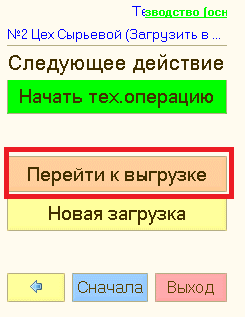 зводство (осн
№2 Цех Сырьевой (Загрузить в ...
Следующее действие
Начать тех.операцию
Перейти к выгрузке
Новая загрузка
Сначала
Выход